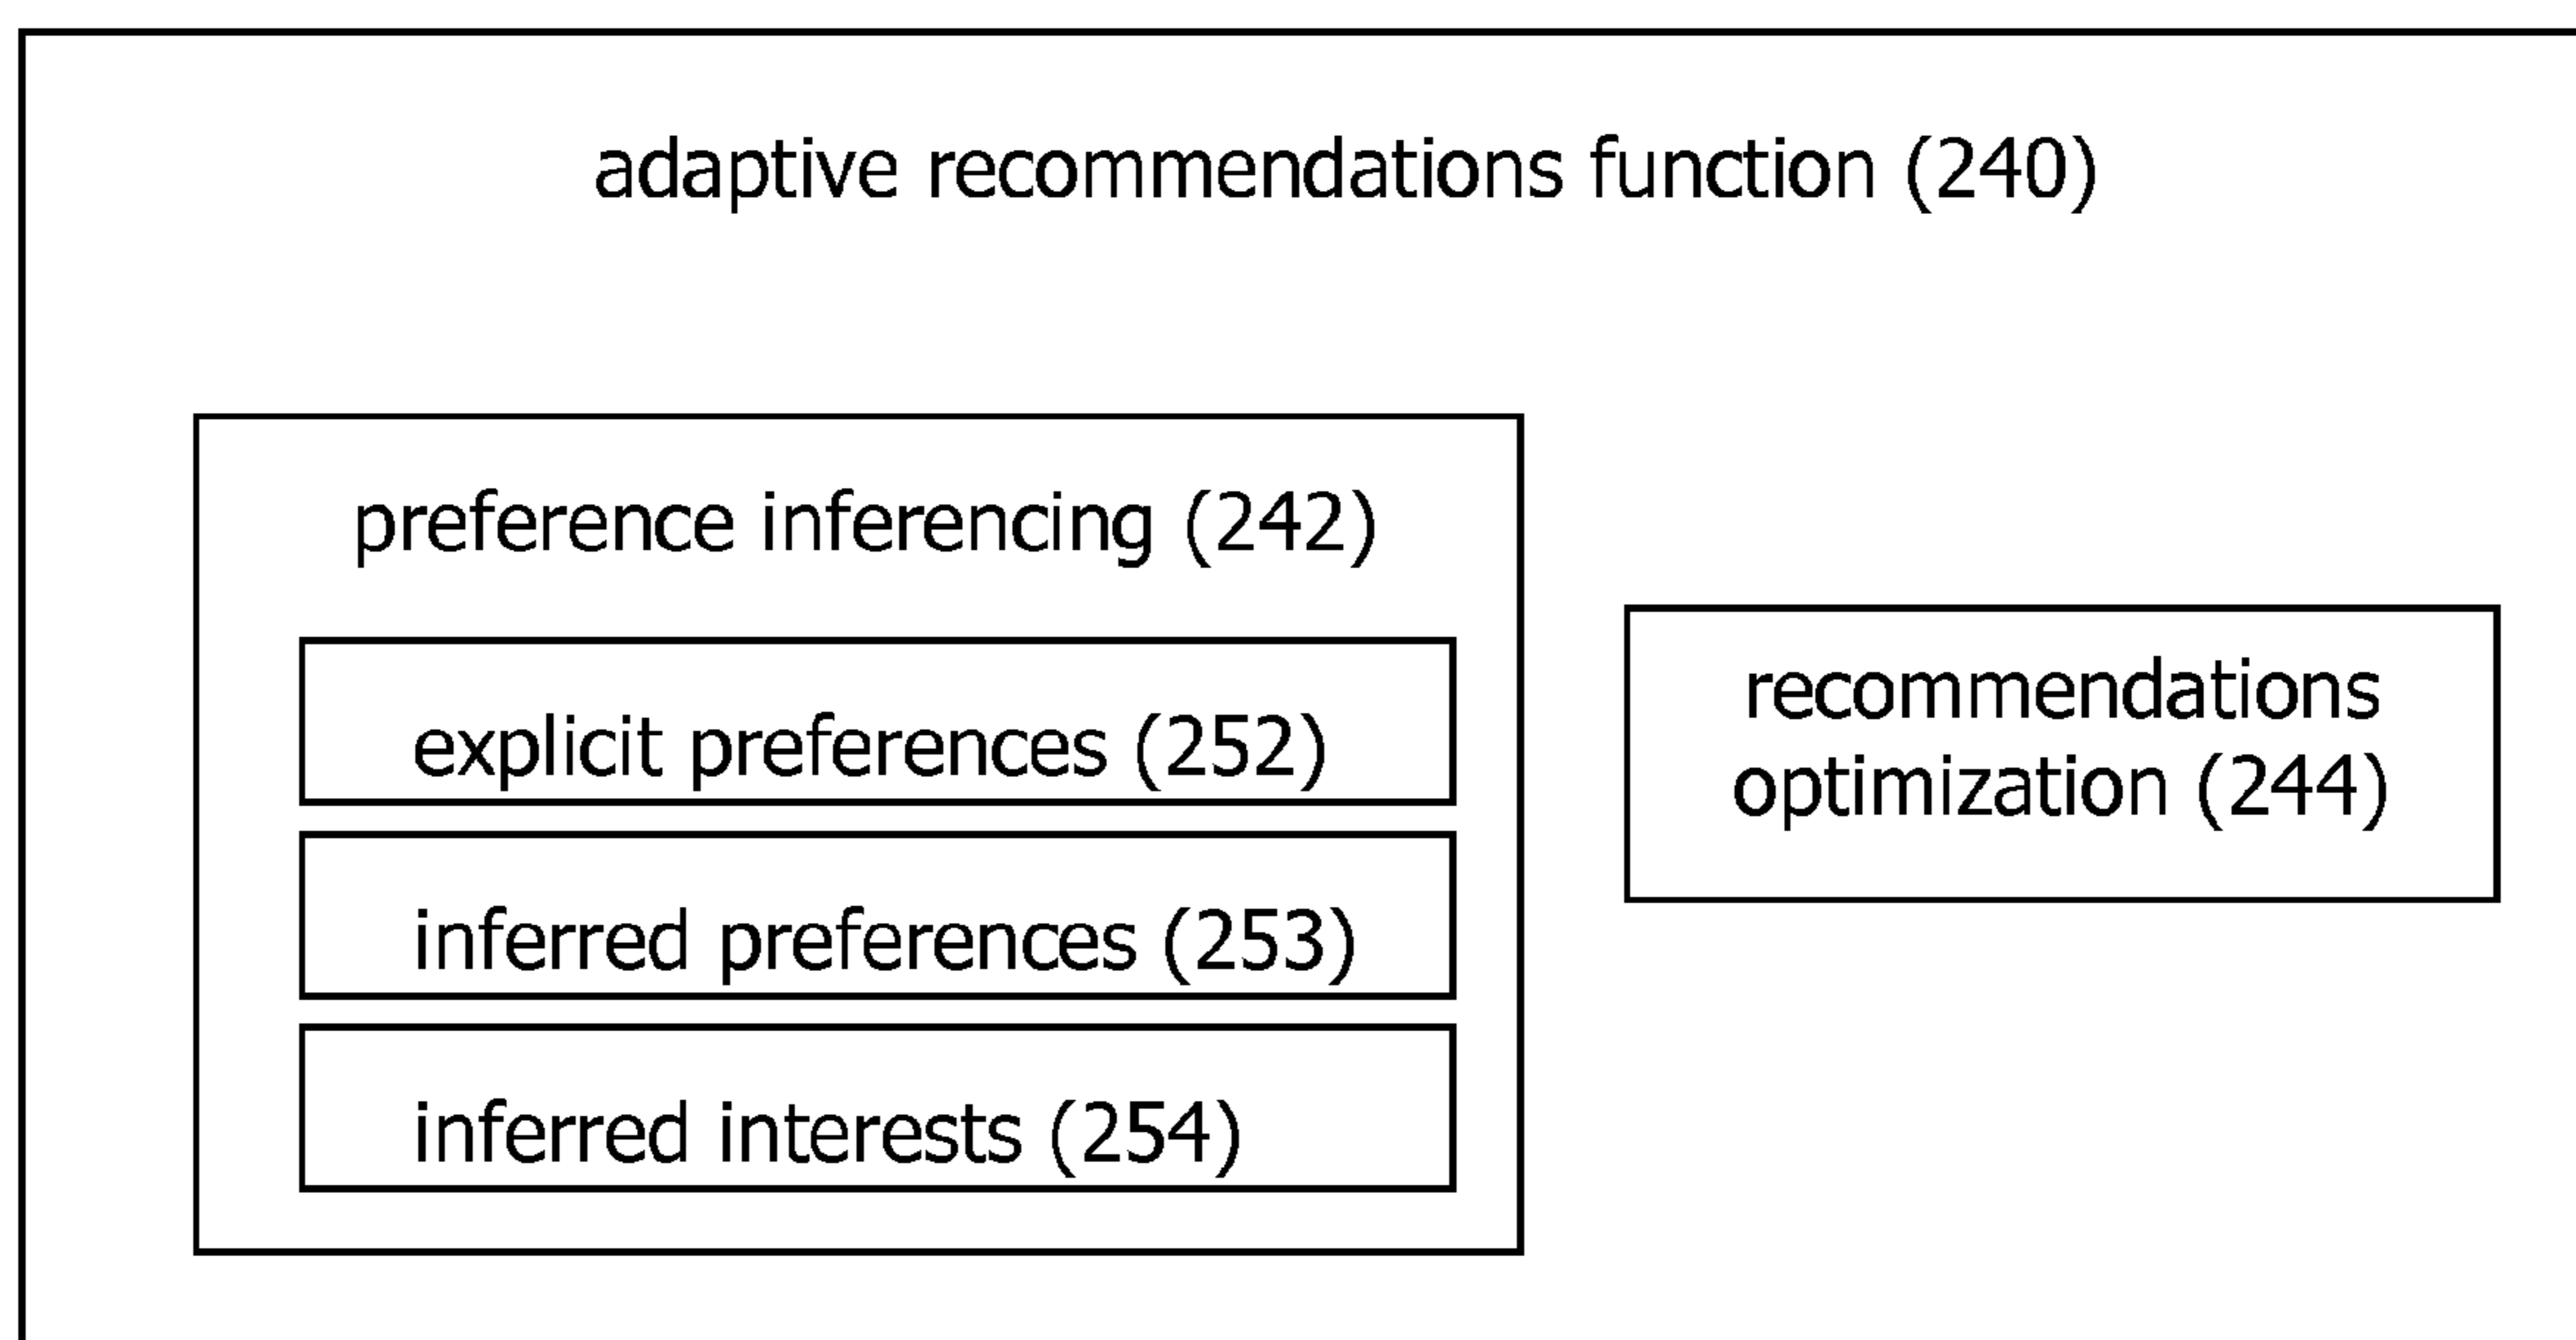 adaptive recommendations function (240)
preference inferencing (242)
explicit preferences (252)
inferred preferences (253)
inferred interests (254)
recommendations
optimization (244)